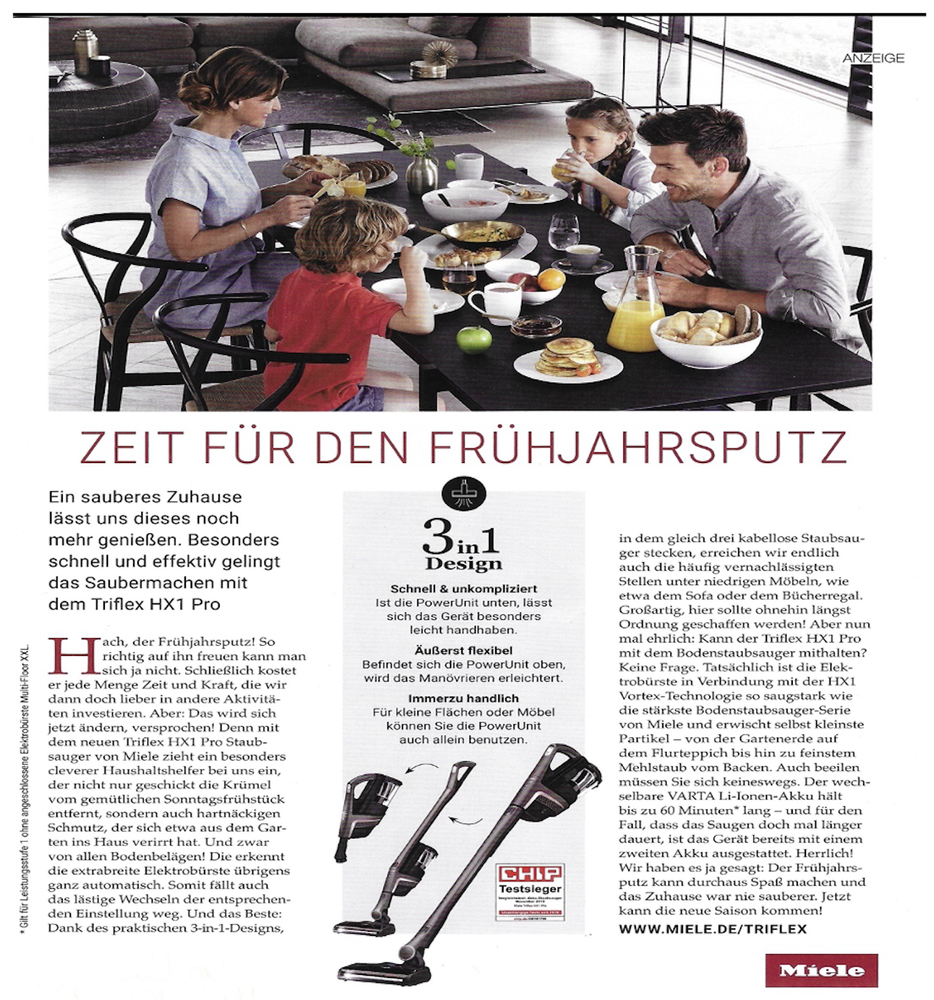 ANZEIGE
ZEIT FÜR DEN FRÜHJAHRSPUTZ
Ein sauberes Zuhause
lässt uns dieses noch
mehr genießen. Besonders
schnell und effektiv gelingt
das Saubermachen mit
dem Triflex HX1 Pro
Hach, der Frühjahrsputz! So
richtig auf ihn freuen kann man
sich ja nicht. Schließlich kostet
er jede Menge Zeit und Kraft, die wir
dann doch lieber in andere Aktivitä-
ten investieren. Aber: Das wird sich
jetzt ändern, versprochen! Denn mit
dem neuen Triflex HX1 Pro Staub-
sauger von Miele zieht ein besonders
cleverer Haushaltshelfer bei uns ein,
der nicht nur geschickt die Krümel
vom gemütlichen Sonntagsfrühstück
entfernt, sondern auch hartnäckigen
Schmutz, der sich etwa aus dem Gar-
ten ins Haus verirrt hat. Und zwar
von allen Bodenbelägen! Die erkennt
die extrabreite Elektrobürste übrigens
ganz automatisch. Somit fällt auch
das lästige Wechseln der entsprechen-
den Einstellung weg. Und das Beste:
Dank des praktischen 3-in-1-Designs,
3 in 1
Design
Schnell & unkompliziert
Ist die PowerUnit unten, lässt
sich das Gerät besonders
leicht handhaben.
Äußerst flexibel
Befindet sich die PowerUnit oben,
wird das Manövrieren erleichtert.
Immerzu handlich
Für kleine Flächen oder Möbel
können Sie die PowerUnit
auch allein benutzen.
CHIP
Testsieger
in dem gleich drei kabellose Staubsau-
ger stecken, erreichen wir endlich
auch die häufig vernachlässigten
Stellen unter niedrigen Möbeln, wie
etwa dem Sofa oder dem Bücherregal.
Großartig, hier sollte ohnehin längst
Ordnung geschaffen werden! Aber nun
mal ehrlich: Kann der Triflex HX1 Pro
mit dem Bodenstaubsauger mithalten?
Keine Frage. Tatsächlich ist die Elek-
trobürste in Verbindung mit der HX1
Vortex-Technologie so saugstark wie
die stärkste Bodenstaubsauger-Serie
von Miele und erwischt selbst kleinste
Partikel – von der Gartenerde auf
dem Flurteppich bis hin zu feinstem
Mehlstaub vom Backen. Auch beeilen
müssen Sie sich keineswegs. Der wech-
selbare VARTA Li-Ionen-Akku hält
bis zu 60 Minuten* lang – und für den
Fall, dass das Saugen doch mal länger
dauert, ist das Gerät bereits mit einem
zweiten Akku ausgestattet. Herrlich!
Wir haben es ja gesagt: Der Frühjahrs-
putz kann durchaus Spaß machen und
das Zuhause war nie sauberer. Jetzt
kann die neue Saison kommen!
WWW.MIELE.DE/TRIFLEX
Miele
* Gilt für Leistungsstufe 1 ohne angeschlossene Elektrobürste Multi-Floor XXL.